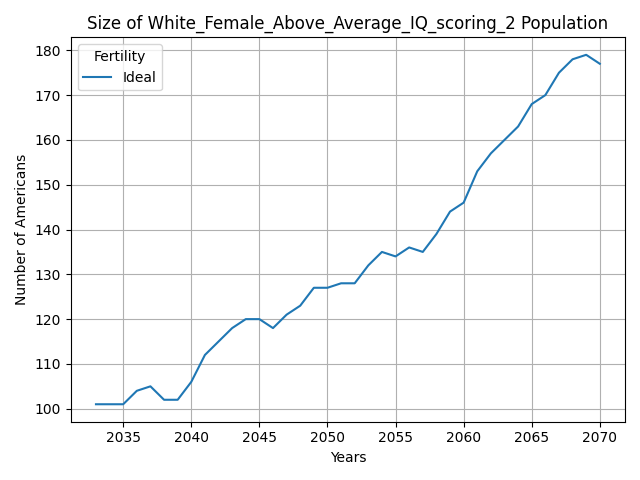 Size of White_Female_Above_Average_IQ_scoring_2 Population
Fertility
Ideal
180
170
160
150
140
130
120
110
100
Number of Americans
2035 2040 2045 2050 2055 2060 2065 2070
Years